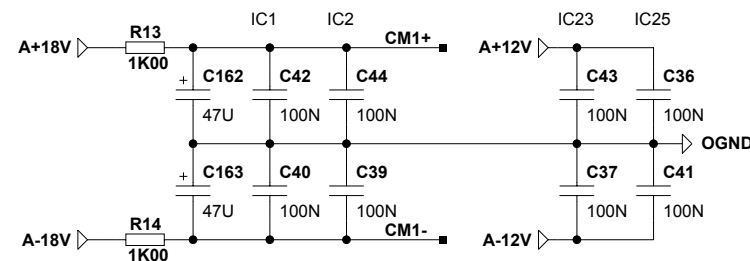 IC1 IC2 IC23 IC25
A+18V R13 CM1+ A+12V
1K00
+ C162 C42 C44 C43 C36
47U 100N 100N 100N 100N
OGND
+ C163 C40 C39 C37 C41
47U 100N 100N 100N 100N
A-18V R14 CM1- A-12V
1K00